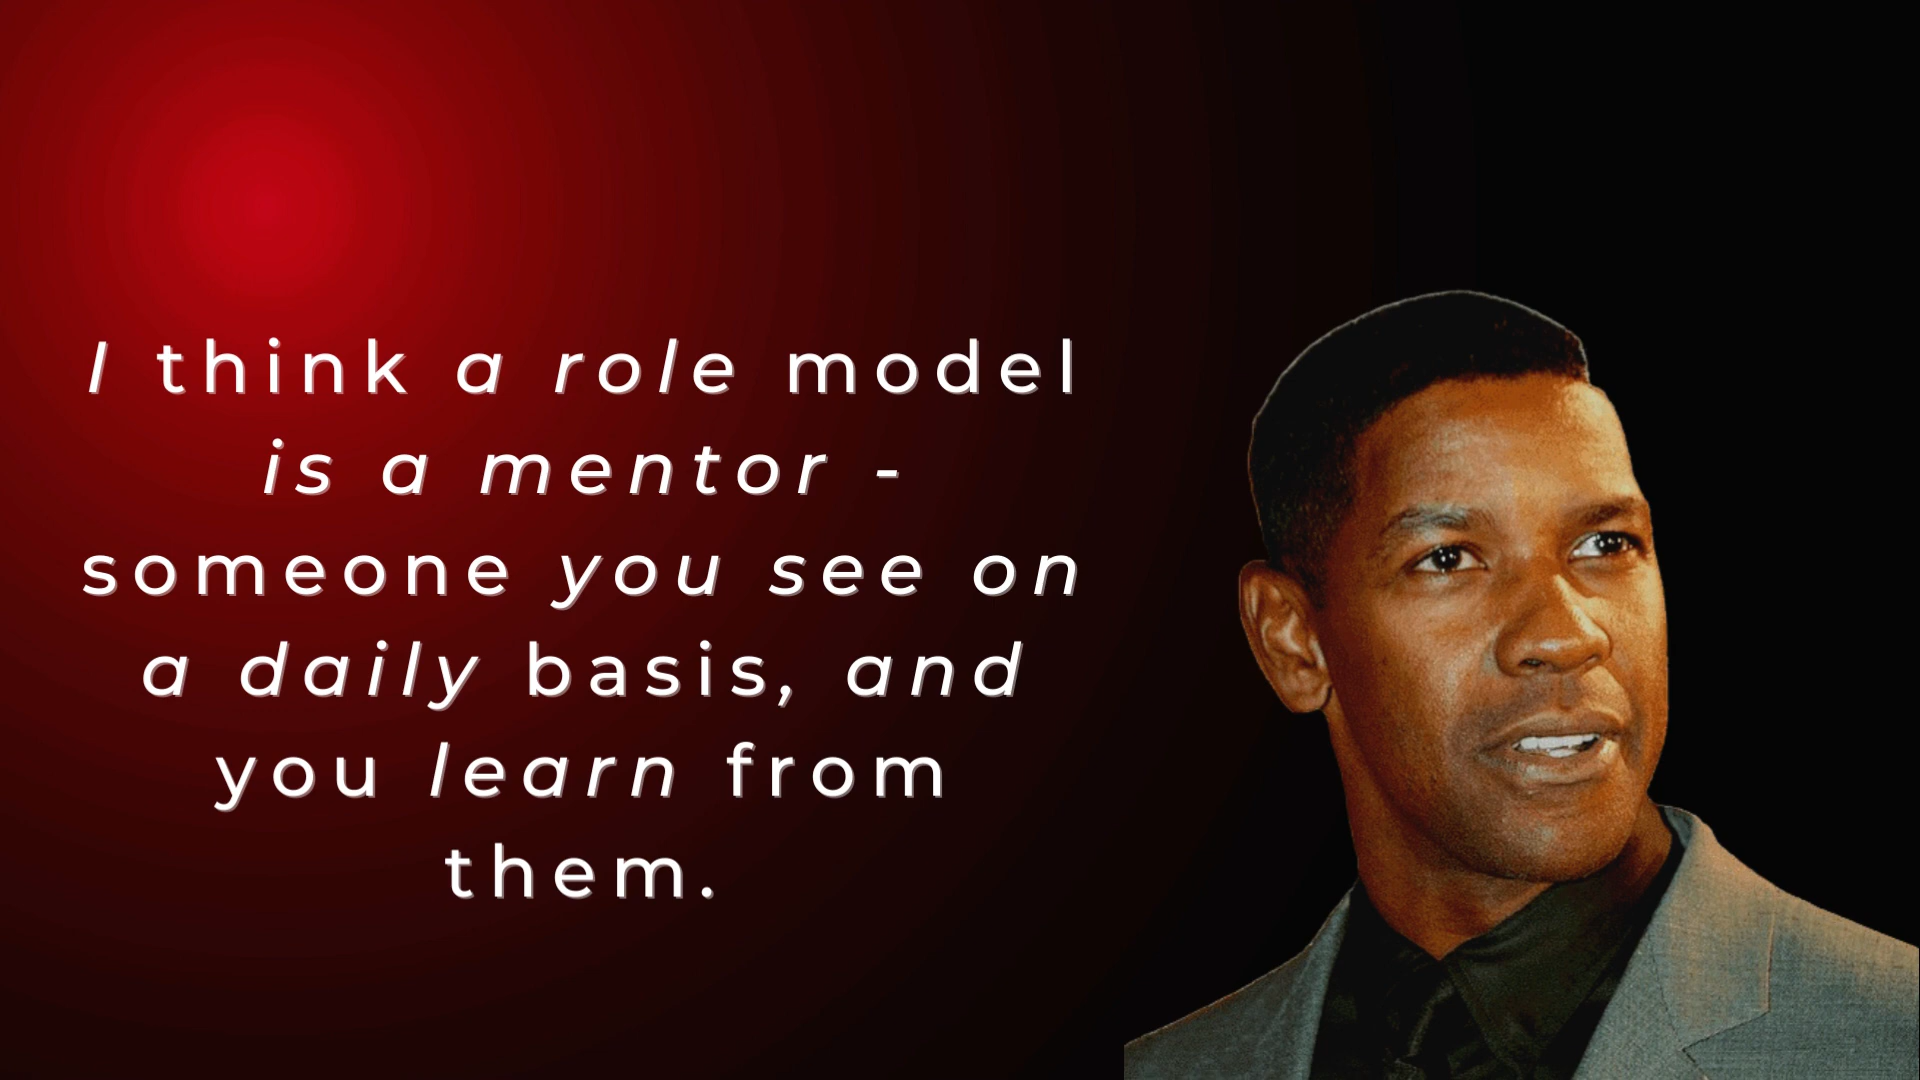 I think a role model
is a mentor -
someone you see on
a daily basis, and
you learn from
them.